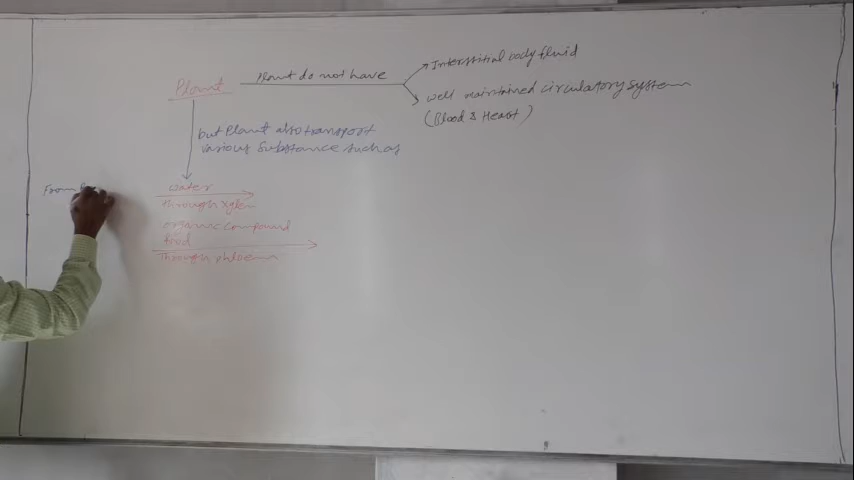 Plant
Plant do not have
Interstitial body fluid
well maintained circulatory system
(Blood & Heart)
but Plant also transport
various Substance such as
From
water
through xylem
organic compound
food
Through phloem